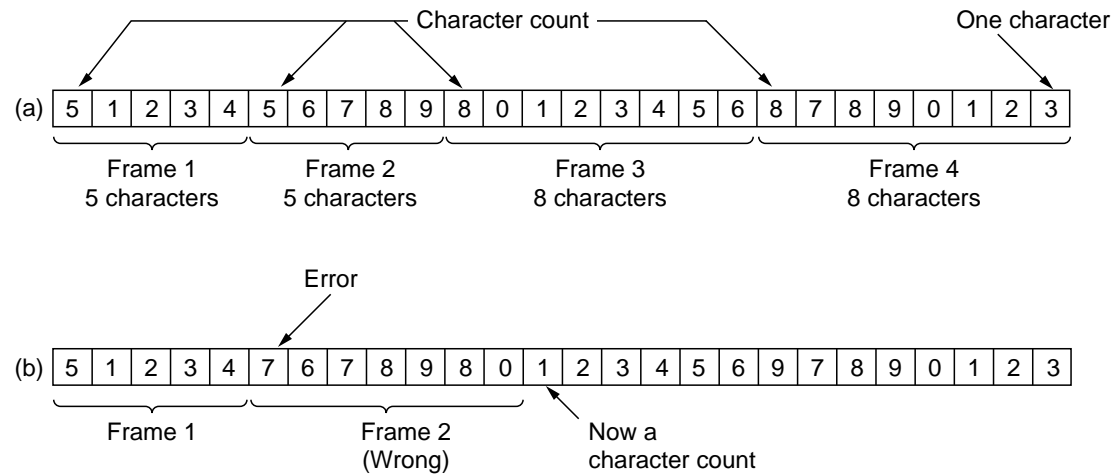 Character count One character
(a) 5 1 2 3 4 5 6 7 8 9 8 0 1 2 3 4 5 6 8 7 8 9 0 1 2 3
Frame 1 Frame 2 Frame 3 Frame 4
5 characters 5 characters 8 characters 8 characters
Error
(b) 5 1 2 3 4 7 6 7 8 9 8 0 1 2 3 4 5 6 9 7 8 9 0 1 2 3
Frame 1 Frame 2 Now a
(Wrong) character count